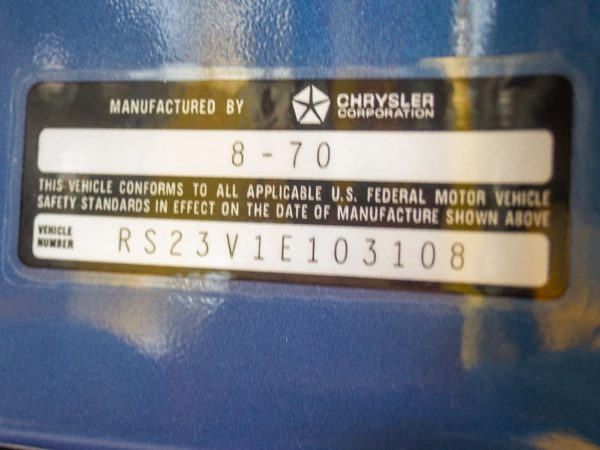 MANUFACTURED BY CHRYSLER CORPORATION
8-70
THIS VEHICLE CONFORMS TO ALL APPLICABLE U.S. FEDERAL MOTOR VEHICLE
SAFETY STANDARDS IN EFFECT ON THE DATE OF MANUFACTURE SHOWN ABOVE
VEHICLE NUMBER RS23V1E103108